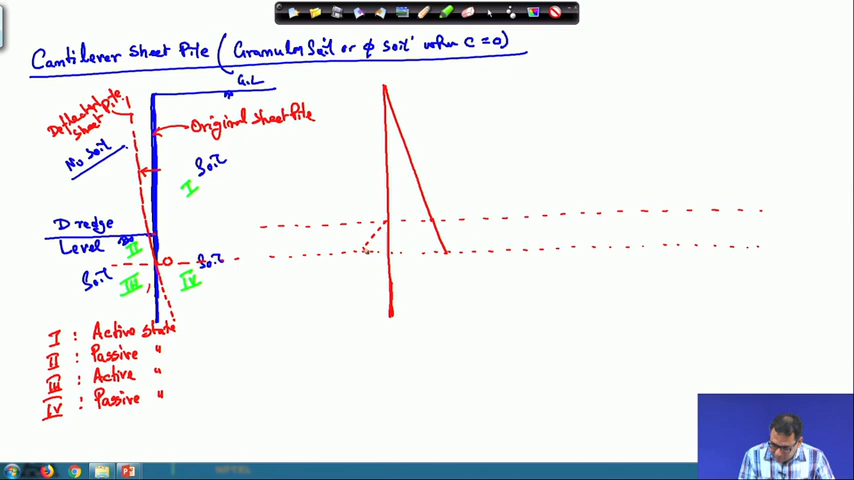 Cantilever Sheet Pile (Granular Soil or ϕ soil when c = 0)
G.L
Deflected pile
Sheet
Original Sheet Pile
No soil
Soil
I
Dredge
Level
II
O
Soil
Soil
III
IV
I : Active state
II : Passive "
III : Active "
IV : Passive "
NPTEL